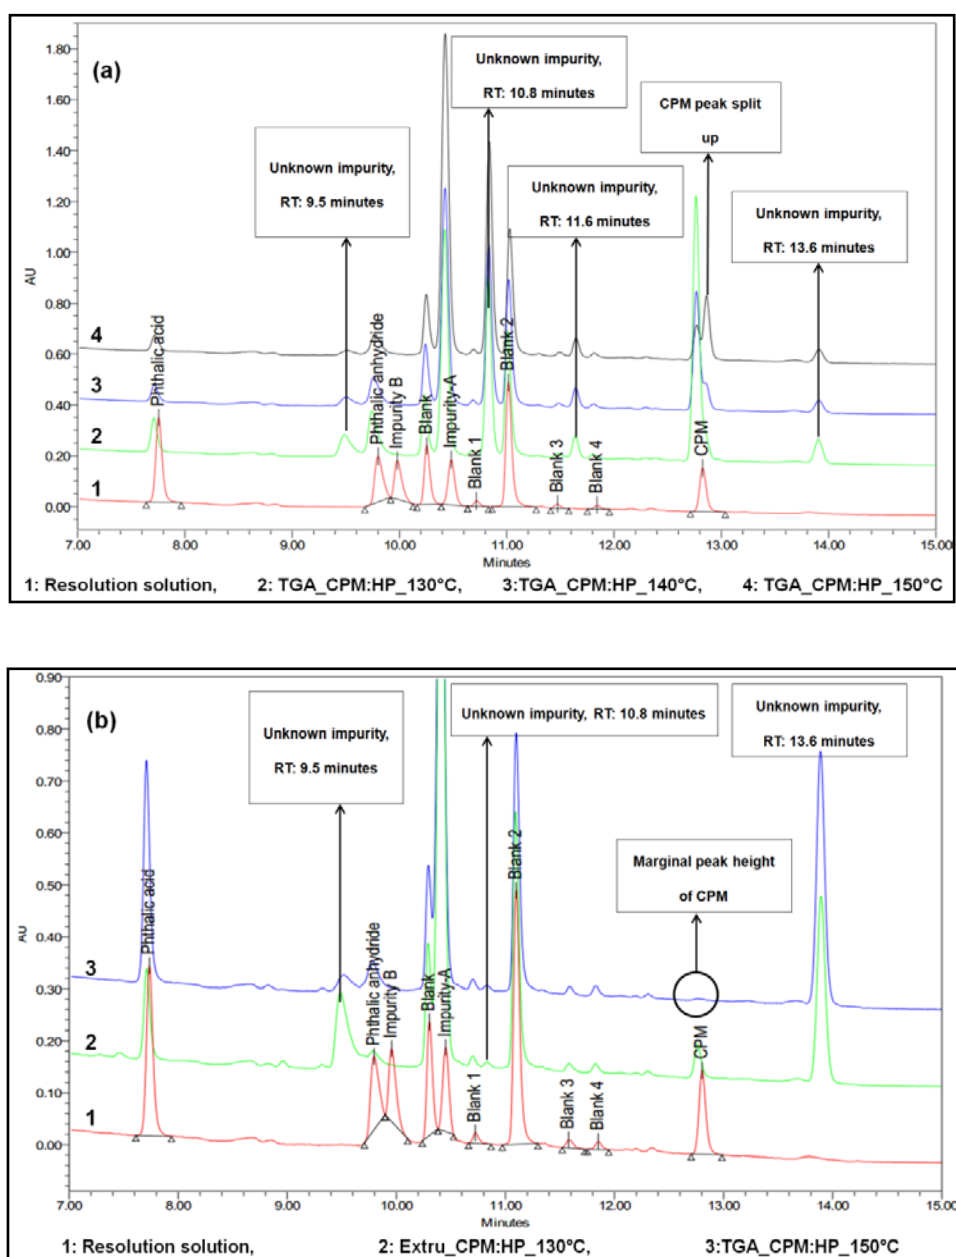 (a)
Unknown impurity,
RT: 10.8 minutes
CPM peak split
up
Unknown impurity,
RT: 9.5 minutes
Unknown impurity,
RT: 11.6 minutes
Unknown impurity,
RT: 13.6 minutes
1.80
1.60
1.40
1.20
1.00
0.80
0.60
0.40
0.20
0.00
AU
4
3
2
1
Phthalic acid
Phthalic anhydride
Impurity B
Blank
Impurity-A
Blank 1
Blank 2
Blank 3
Blank 4
CPM
7.00 8.00 9.00 10.00 11.00 12.00 13.00 14.00 15.00
Minutes
1: Resolution solution, 2: TGA_CPM:HP_130°C, 3:TGA_CPM:HP_140°C, 4: TGA_CPM:HP_150°C
(b)
Unknown impurity,
RT: 9.5 minutes
Unknown impurity, RT: 10.8 minutes
Unknown impurity,
RT: 13.6 minutes
Marginal peak height
of CPM
0.90
0.80
0.70
0.60
0.50
0.40
0.30
0.20
0.10
0.00
AU
3
2
1
Phthalic acid
Phthalic anhydride
Impurity B
Blank
Impurity-A
Blank 1
Blank 2
Blank 3
Blank 4
CPM
7.00 8.00 9.00 10.00 11.00 12.00 13.00 14.00 15.00
Minutes
1: Resolution solution, 2: Extru_CPM:HP_130°C, 3:TGA_CPM:HP_150°C